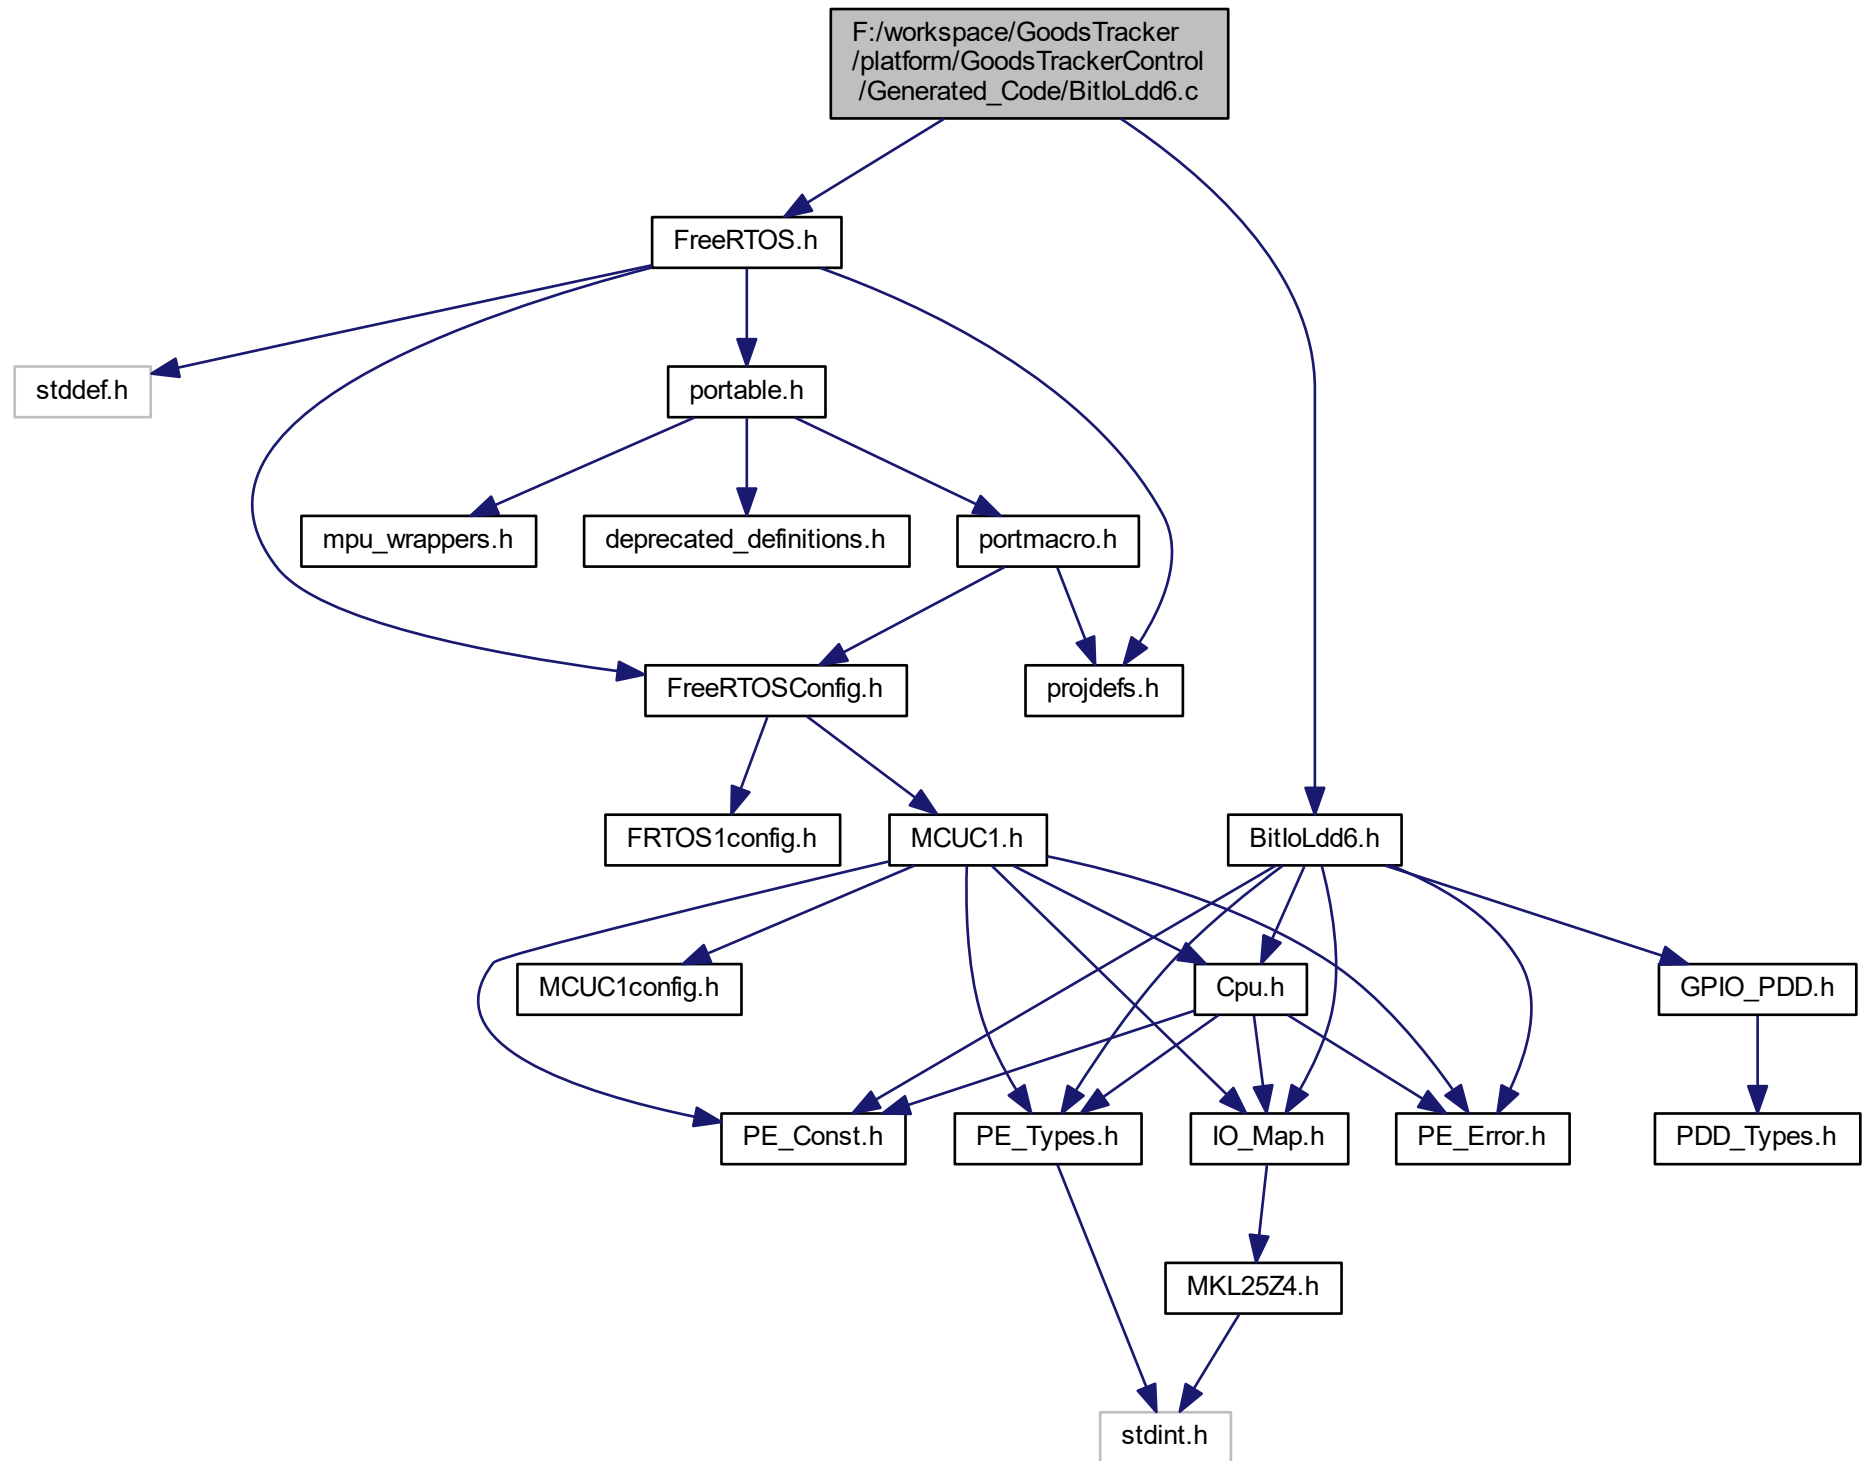 F:/workspace/GoodsTracker
/platform/GoodsTrackerControl
/Generated_Code/BitIoLdd6.c
FreeRTOS.h
stddef.h
portable.h
mpu_wrappers.h
deprecated_definitions.h
portmacro.h
FreeRTOSConfig.h
projdefs.h
FRTOS1config.h
MCUC1.h
BitIoLdd6.h
MCUC1config.h
Cpu.h
GPIO_PDD.h
PE_Const.h
PE_Types.h
IO_Map.h
PE_Error.h
PDD_Types.h
MKL25Z4.h
stdint.h